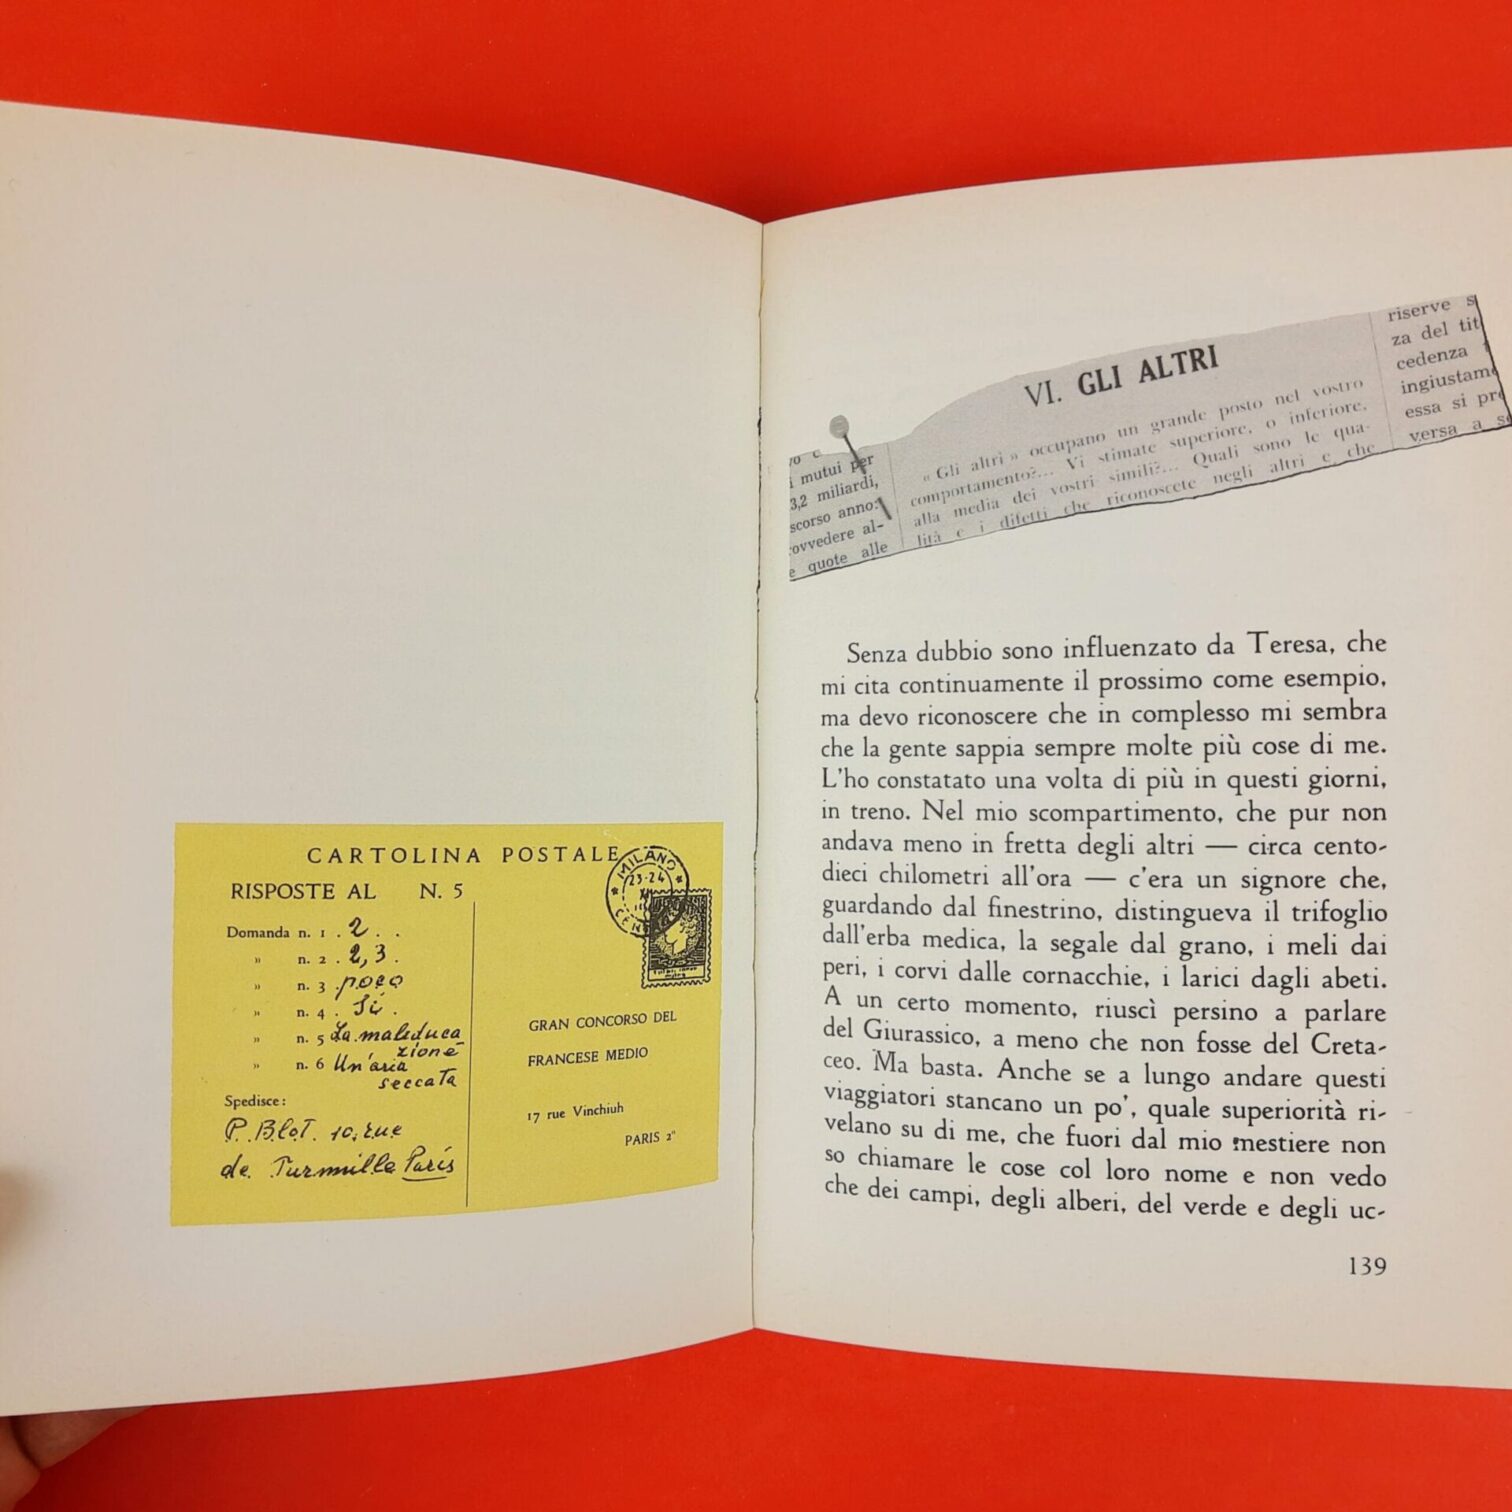 CARTOLINA POSTALE
RISPOSTE AL N. 5
Domanda n. 1 . 2 . .
» n. 2 . 2, 3 .
» n. 3 . poco
» n. 4 . Si .
» n. 5 La maleduca
zione
» n. 6 Un'aria
seccata
Spedisce:
P. Blot. 10, rue
de Turmville Paris
MILANO
23-24
GRAN CONCORSO DEL
FRANCESE MEDIO
17 rue Vinchiuh
PARIS 2º
i mutui per
3,2 miliardi,
scorso anno:
ovvedere al-
e quote alle
VI. GLI ALTRI
« Gli altri » occupano un grande posto nel vostro
comportamento?... Vi stimate superiore, o inferiore,
alla media dei vostri simili?... Quali sono le qua-
lità e i difetti che riconoscete negli altri e che
riserve s
za del tit
cedenza
ingiustame
essa si pre
versa a se
Senza dubbio sono influenzato da Teresa, che
mi cita continuamente il prossimo come esempio,
ma devo riconoscere che in complesso mi sembra
che la gente sappia sempre molte più cose di me.
L'ho constatato una volta di più in questi giorni,
in treno. Nel mio scompartimento, che pur non
andava meno in fretta degli altri — circa cento-
dieci chilometri all'ora — c'era un signore che,
guardando dal finestrino, distingueva il trifoglio
dall'erba medica, la segale dal grano, i meli dai
peri, i corvi dalle cornacchie, i larici dagli abeti.
A un certo momento, riuscì persino a parlare
del Giurassico, a meno che non fosse del Creta-
ceo. Ma basta. Anche se a lungo andare questi
viaggiatori stancano un po', quale superiorità ri-
velano su di me, che fuori dal mio mestiere non
so chiamare le cose col loro nome e non vedo
che dei campi, degli alberi, del verde e degli uc-
139